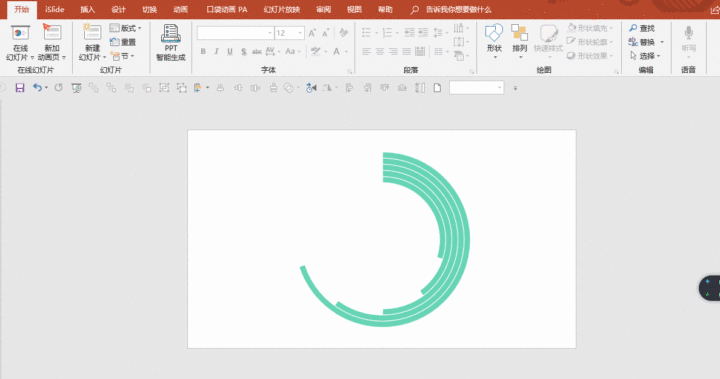 开始 iSlide 插入 设计 切换 动画 口袋动画 PA 幻灯片放映 审阅 视图 帮助 告诉我你想要做什么
在线
幻灯片
新加
动画页
在线幻灯片
新建
幻灯片
版式
重置
节
幻灯片
PPT
智能生成
12
B I U S
字体
段落
形状
排列
快速样式
形状填充
形状轮廓
形状效果
绘图
查找
替换
选择
编辑
听写
语音